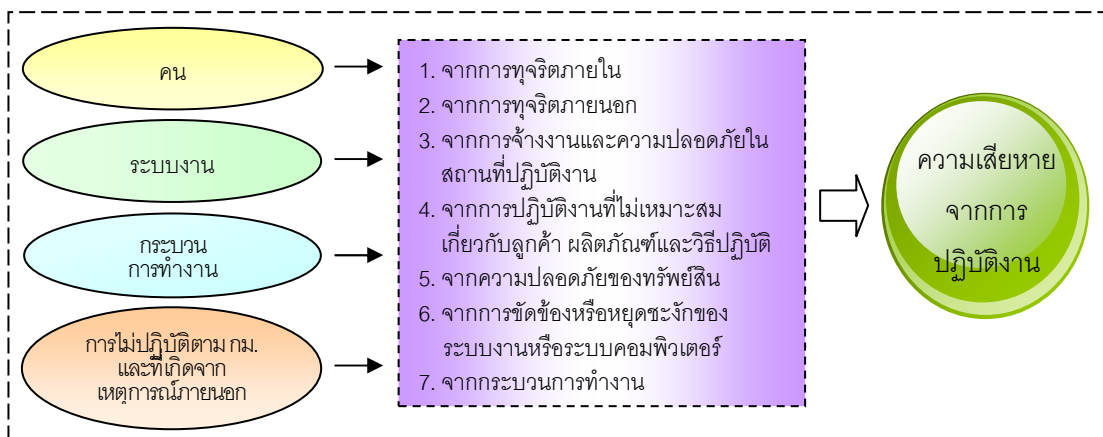 คน
ระบบงาน
กระบวน
การทำงาน
การไม่ปฏิบัติตาม กม.
และที่เกิดจาก
เหตุการณ์ภายนอก
1. จากการทุจริตภายใน
2. จากการทุจริตภายนอก
3. จากการจ้างงานและความปลอดภัยใน
สถานที่ปฏิบัติงาน
4. จากการปฏิบัติงานที่ไม่เหมาะสม
เกี่ยวกับลูกค้า ผลิตภัณฑ์และวิธีปฏิบัติ
5. จากความปลอดภัยของทรัพย์สิน
6. จากการขัดข้องหรือหยุดชะงักของ
ระบบงานหรือระบบคอมพิวเตอร์
7. จากกระบวนการทำงาน
ความเสียหาย
จากการ
ปฏิบัติงาน